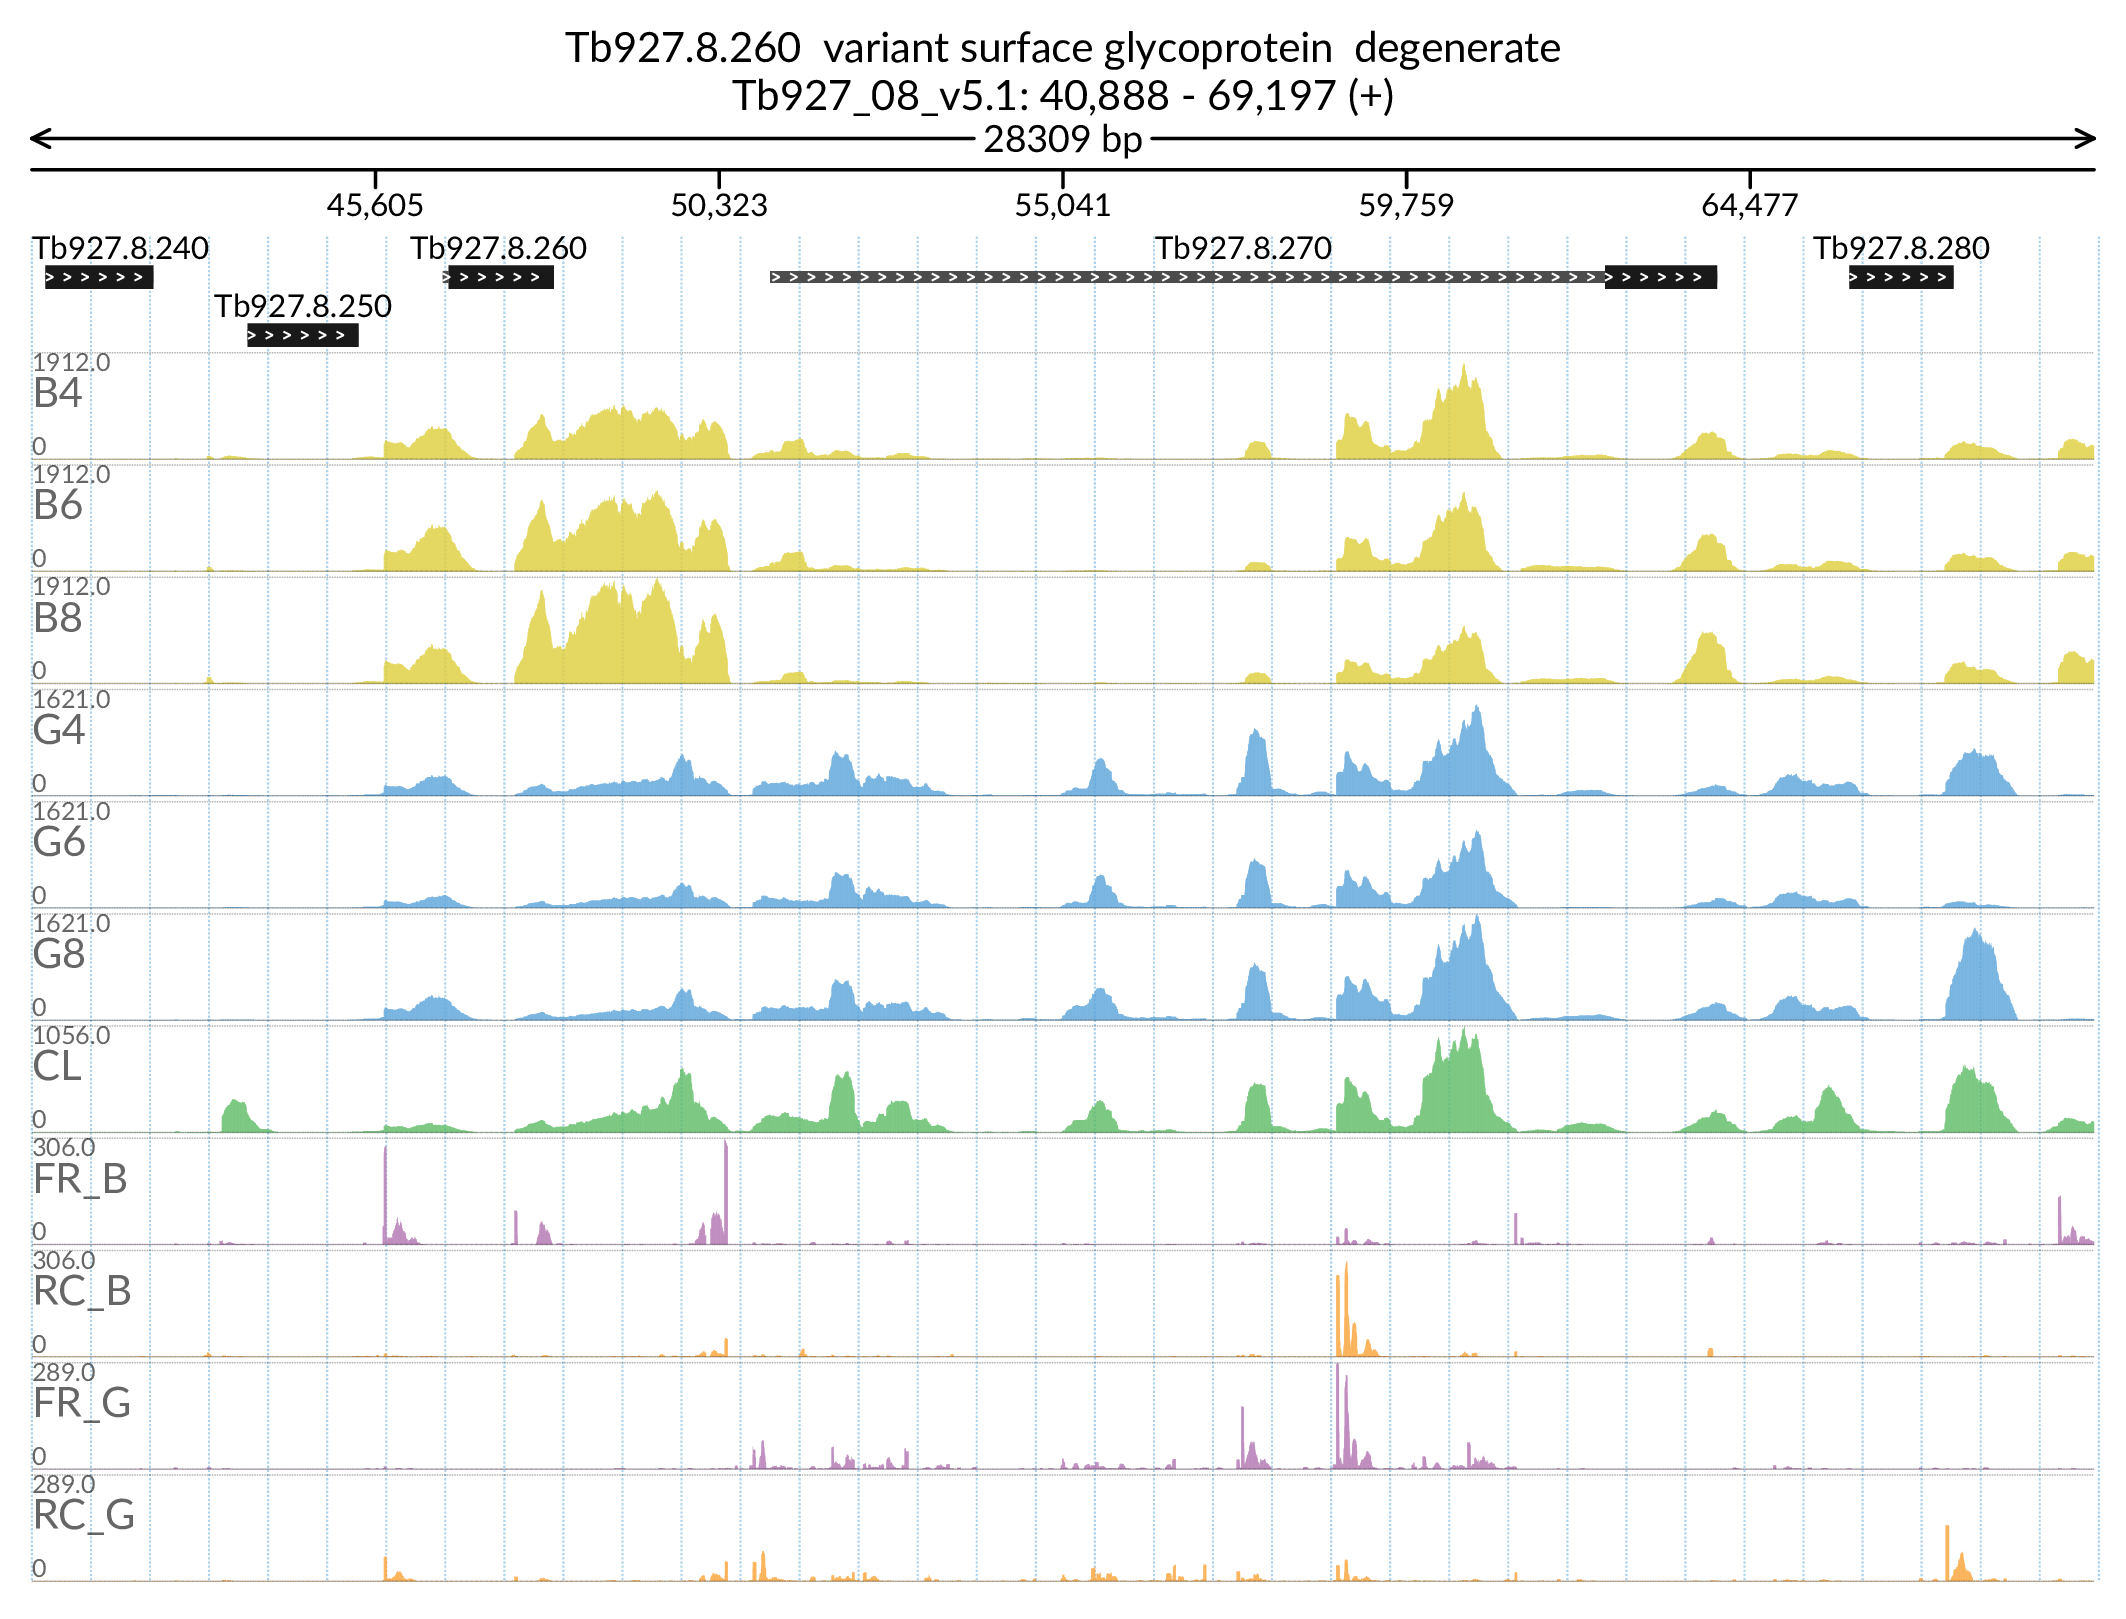 Tb927.8.260 variant surface glycoprotein degenerate
Tb927_08_v5.1: 40,888 - 69,197 (+)
28309 bp
45,605 50,323 55,041 59,759 64,477
Tb927.8.240 Tb927.8.260 Tb927.8.270 Tb927.8.280
Tb927.8.250
1912.0
B4
0
1912.0
B6
0
1912.0
B8
0
1621.0
G4
0
1621.0
G6
0
1621.0
G8
0
1056.0
CL
0
306.0
FR_B
0
306.0
RC_B
0
289.0
FR_G
0
289.0
RC_G
0